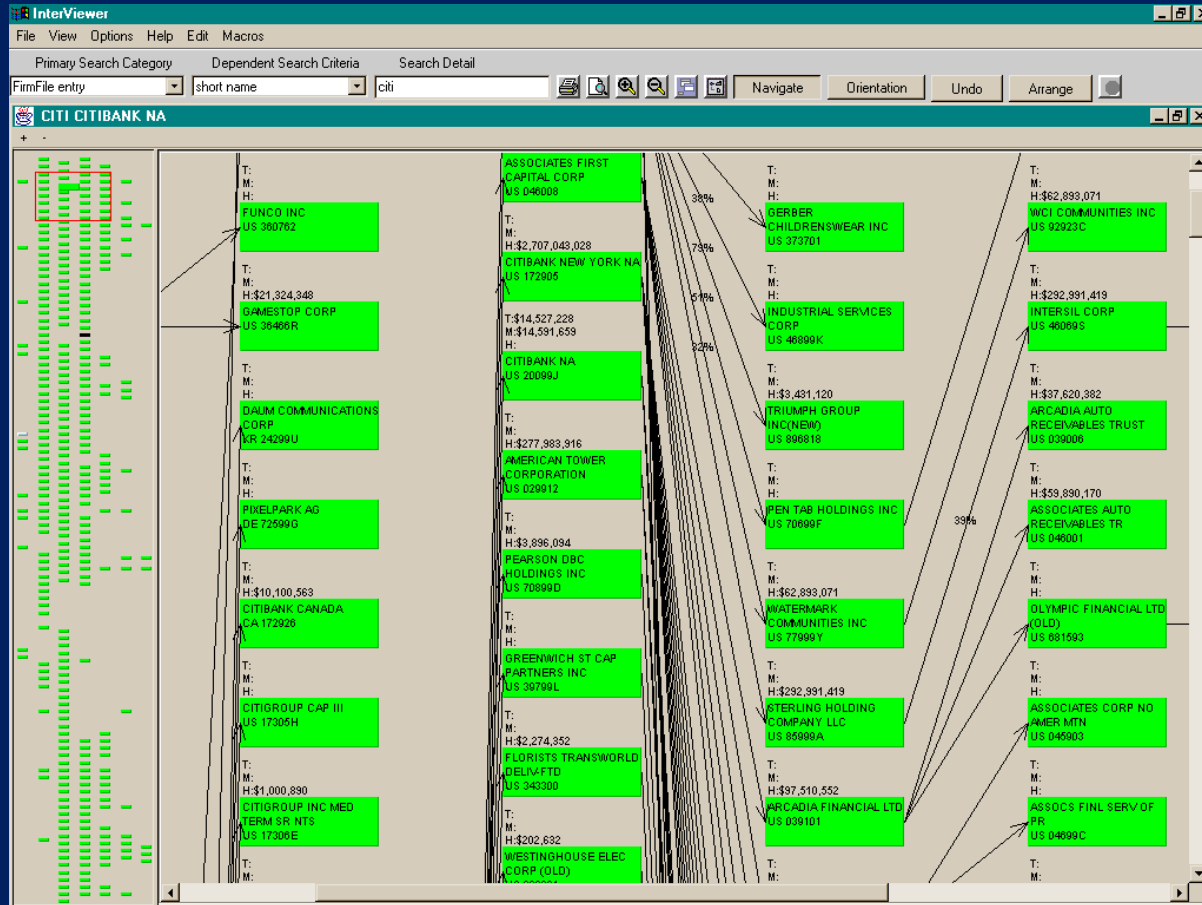 InterViewer
File View Options Help Edit Macros
Primary Search Category Dependent Search Criteria Search Detail
FirmFile entry short name citi Navigate Orientation Undo Arrange
CITI CITIBANK NA
+ -
T:
M:
H:
FUNCO INC
US 360762
T:
M:
H:$21,324,348
GAMESTOP CORP
US 36466R
T:
M:
H:
DAUM COMMUNICATIONS
CORP
KR 24299U
T:
M:
H:
PIXELPARK AG
DE 72599G
T:
M:
H:$10,100,563
CITIBANK CANADA
CA 172926
T:
M:
H:
CITIGROUP CAP III
US 17305H
T:
M:
H:$1,000,890
CITIGROUP INC MED
TERM SR NTS
US 17306E
T:
M:
ASSOCIATES FIRST
CAPITAL CORP
US 046008
T:
M:
H:$2,707,043,028
CITIBANK NEW YORK NA
US 172905
T:$14,527,228
M:$14,591,659
H:
CITIBANK NA
US 20099J
T:
M:
H:$277,983,916
AMERICAN TOWER
CORPORATION
US 029912
T:
M:
H:$3,896,094
PEARSON DBC
HOLDINGS INC
US 70899D
T:
M:
H:
GREENWICH ST CAP
PARTNERS INC
US 39799L
T:
M:
H:$2,274,352
FLORISTS TRANSWORLD
DELIV-FTD
US 343300
T:
M:
H:$202,632
WESTINGHOUSE ELEC
CORP (OLD)
38%
79%
51%
32%
T:
M:
H:
GERBER
CHILDRENSWEAR INC
US 373701
T:
M:
H:
INDUSTRIAL SERVICES
CORP
US 46899K
T:
M:
H:$3,431,120
TRIUMPH GROUP
INC(NEW)
US 896818
T:
M:
H:
PEN TAB HOLDINGS INC
US 70699F
T:
M:
H:$62,893,071
WATERMARK
COMMUNITIES INC
US 77999Y
T:
M:
H:$292,991,419
STERLING HOLDING
COMPANY LLC
US 85999A
T:
M:
H:$97,510,552
ARCADIA FINANCIAL LTD
US 039101
T:
M:
39%
T:
M:
H:$62,893,071
WCI COMMUNITIES INC
US 92923C
T:
M:
H:$292,991,419
INTERSIL CORP
US 46069S
T:
M:
H:$37,620,382
ARCADIA AUTO
RECEIVABLES TRUST
US 039006
T:
M:
H:$59,890,170
ASSOCIATES AUTO
RECEIVABLES TR
US 046001
T:
M:
H:
OLYMPIC FINANCIAL LTD
(OLD)
US 681593
T:
M:
H:
ASSOCIATES CORP NO
AMER MTN
US 045903
T:
M:
H:
ASSOCS FINL SERV OF
PR
US 04699C
T:
M: